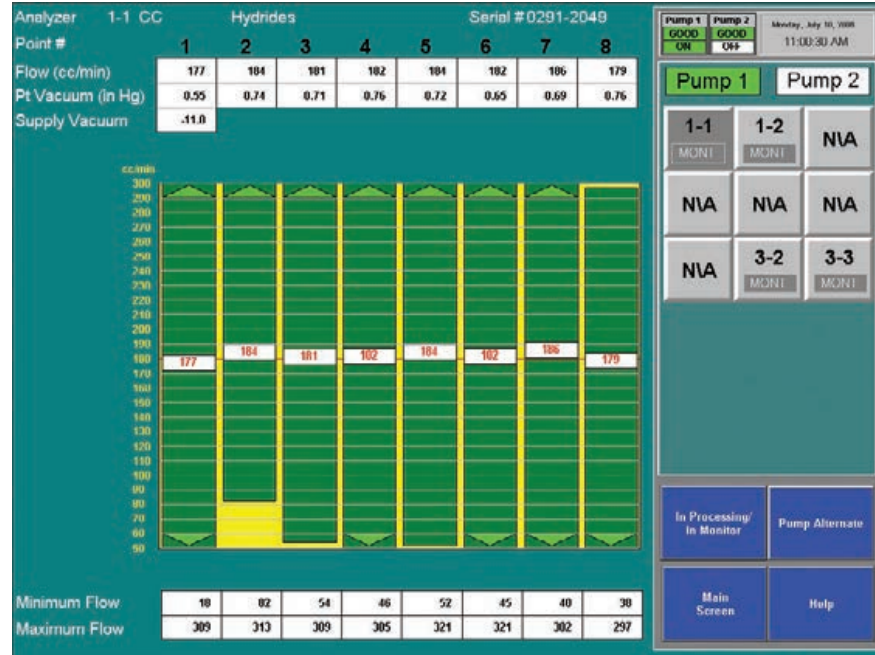 Analyzer 1-1 CC Hydrides Serial #0291-2049
Point # 1 2 3 4 5 6 7 8
Flow (cc/min) 177 184 181 182 184 182 186 179
Pt Vacuum (in Hg) 0.55 0.74 0.71 0.76 0.72 0.65 0.69 0.76
Supply Vacuum -11.0
cc/min
300
290
280
270
260
250
240
230
220
210
200
190
180
170
160
150
140
130
120
110
100
90
80
70
60
50
177 184 181 182 184 182 186 179
Minimum Flow 18 82 54 46 52 45 40 38
Maximum Flow 309 313 309 305 321 321 302 297
Pump 1 Pump 2
GOOD GOOD
ON OFF
Monday, July 10,
11:00:30 AM
Pump 1 Pump 2
1-1 1-2 N\A
MONT MONT
N\A N\A N\A
N\A 3-2 3-3
MONT MONT
In Processing/
In Monitor
Pump Alternate
Main
Screen
Help